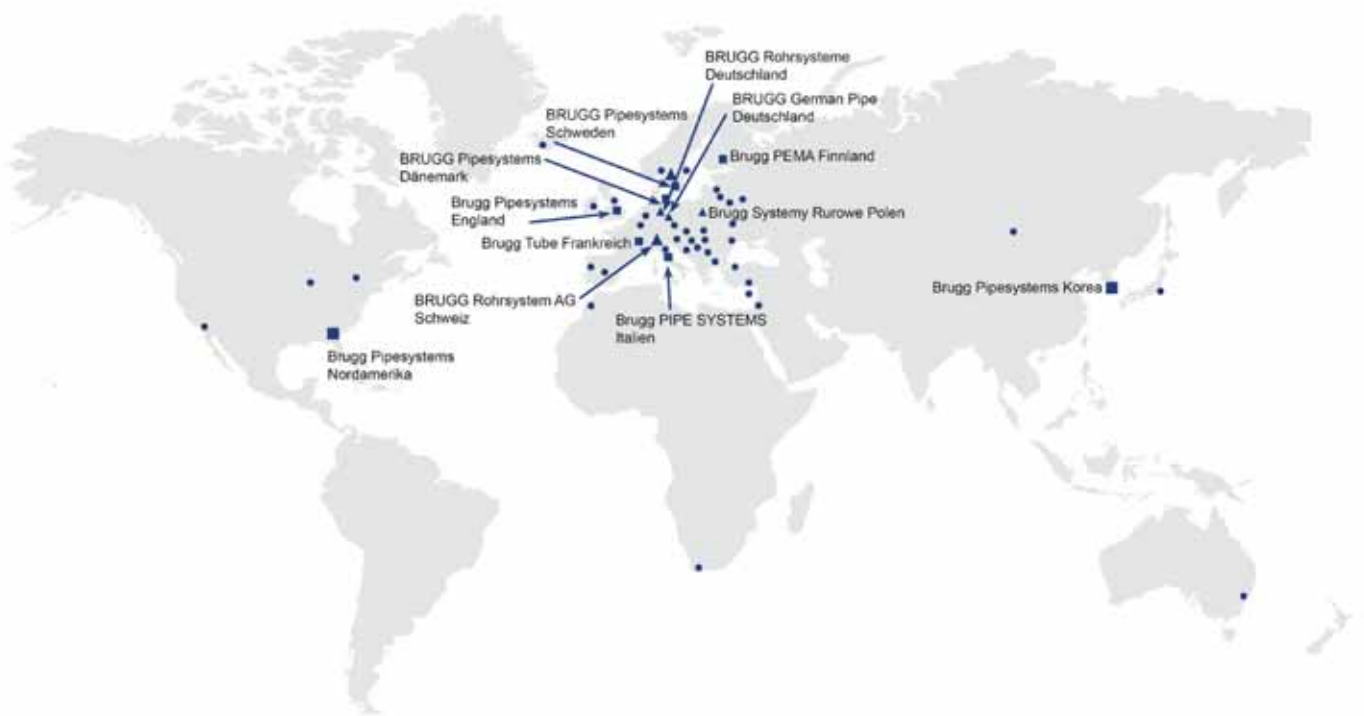 BRUGG Rohrsysteme
Deutschland
BRUGG German Pipe
Deutschland
BRUGG Pipesystems
Schweden
BRUGG Pipesystems
Dänemark
Brugg PEMA Finnland
Brugg Pipesystems
England
Brugg Systemy Rurowe Polen
Brugg Tube Frankreich
BRUGG Rohrsystem AG
Schweiz
Brugg PIPE SYSTEMS
Italien
Brugg Pipesystems Korea
Brugg Pipesystems
Nordamerika